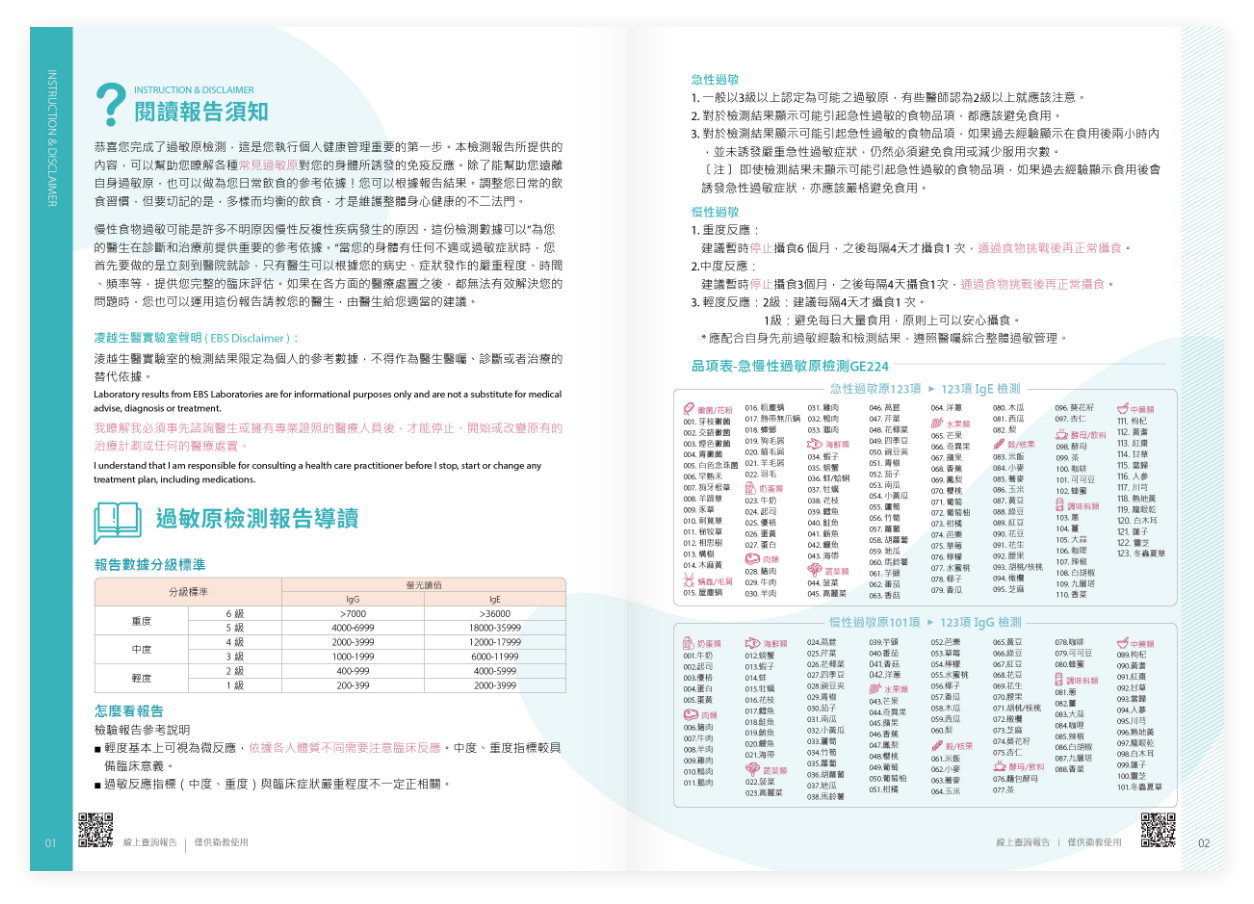 INSTRUCTION & DISCLAIMER
INSTRUCTION & DISCLAIMER
閱讀報告須知
恭喜您完成了過敏原檢測，這是您執行個人健康管理重要的第一步。本檢測報告所提供的
內容，可以幫助您瞭解各種常見過敏原對您的身體所誘發的免疫反應。除了能幫助您遠離
自身過敏原，也可以做為您日常飲食的參考依據！您可以根據報告結果。調整您日常的飲
食習慣，但要切記的是，多樣而均衡的飲食，才是維護整體身心健康的不二法門。
慢性食物過敏可能是許多不明原因慢性反複性疾病發生的原因，這份檢測數據可以"為您
的醫生在診斷和治療前提供重要的參考依據。"當您的身體有任何不適或過敏症狀時，您
首先要做的是立刻到醫院就診，只有醫生可以根據您的病史、症狀發作的嚴重程度、時間
、頻率等，提供您完整的臨床評估。如果在各方面的醫療處置之後，都無法有效解決您的
問題時，您也可以運用這份報告請教您的醫生，由醫生給您適當的建議。
凌越生醫實驗室聲明 ( EBS Disclaimer )：
淩越生醫實驗室的檢測結果限定為個人的參考數據，不得作為醫生醫囑、診斷或者治療的
替代依據。
Laboratory results from EBS Laboratories are for informational purposes only and are not a substitute for medical
advise, diagnosis or treatment.
我瞭解我必須事先諮詢醫生或擁有專業證照的醫療人員後，才能停止、開始或改變原有的
治療計劃或任何的醫療處置。
I understand that I am responsible for consulting a health care practitioner before I stop, start or change any
treatment plan, including medications.
過敏原檢測報告導讀
報告數據分級標準
分級標準 螢光讀值
IgG IgE
重度 6 級 >7000 >36000
5 級 4000-6999 18000-35999
中度 4 級 2000-3999 12000-17999
3 級 1000-1999 6000-11999
輕度 2 級 400-999 4000-5999
1 級 200-399 2000-3999
怎麼看報告
檢驗報告參考說明
■ 輕度基本上可視為微反應，依據各人體質不同需要注意臨床反應。中度、重度指標較具
備臨床意義。
■ 過敏反應指標 ( 中度、重度 ) 與臨床症狀嚴重程度不一定正相關。
01 線上查詢報告 | 僅供衛教使用
急性過敏
1. 一般以3級以上認定為可能之過敏原，有些醫師認為2級以上就應該注意。
2. 對於檢測結果顯示可能引起急性過敏的食物品項，都應該避免食用。
3. 對於檢測結果顯示可能引起急性過敏的食物品項，如果過去經驗顯示在食用後兩小時內
，並未誘發嚴重急性過敏症狀，仍然必須避免食用或減少服用次數。
〔注〕即使檢測結果未顯示可能引起急性過敏的食物品項，如果過去經驗顯示食用後會
誘發急性過敏症狀，亦應該嚴格避免食用。
慢性過敏
1. 重度反應：
建議暫時停止攝食6 個月，之後每隔4天才攝食1 次，通過食物挑戰後再正常攝食。
2.中度反應：
建議暫時停止攝食3個月，之後每隔4天攝食1次，通過食物挑戰後再正常攝食。
3. 輕度反應：2級：建議每隔4天才攝食1 次。
1級：避免每日大量食用，原則上可以安心攝食。
* 應配合自身先前過敏經驗和檢測結果，遵照醫囑綜合整體過敏管理。
品項表-急慢性過敏原檢測GE224
急性過敏原123項 ► 123項 IgE 檢測
黴菌/花粉
001. 芽枝黴菌
002. 交錯黴菌
003. 煙色黴菌
004. 青黴菌
005. 白色念珠菌
006. 早熟禾
007. 狗牙根草
008. 羊蹄草
009. 豕草
010. 蚵莨草
011. 梯牧草
012. 相思樹
013. 構樹
014. 木麻黃
蟎蟲/毛屑
015. 屋塵蟎
016. 粉塵蟎
017. 熱帶無爪蟎
018. 蟑螂
019. 狗毛屑
020. 貓毛屑
021. 羊毛屑
022. 羽毛
奶蛋類
023. 牛奶
024. 起司
025. 優格
026. 蛋黃
027. 蛋白
肉類
028. 豬肉
029. 牛肉
030. 羊肉
031. 雞肉
032. 鴨肉
033. 鵝肉
海鮮類
034. 蝦子
035. 螃蟹
036. 蚶/蛤蜊
037. 牡蠣
038. 花枝
039. 鱈魚
040. 鮭魚
041. 鮪魚
042. 鰻魚
043. 海帶
蔬菜類
044. 菠菜
045. 高麗菜
046. 萵苣
047. 芹菜
048. 花椰菜
049. 四季豆
050. 豌豆莢
051. 青椒
052. 茄子
053. 南瓜
054. 小黃瓜
055. 蘆筍
056. 竹筍
057. 蘿蔔
058. 胡蘿蔔
059. 地瓜
060. 馬鈴薯
061. 芋頭
062. 番茄
063. 香菇
064. 洋蔥
水果類
065. 芒果
066. 奇異果
067. 蘋果
068. 香蕉
069. 鳳梨
070. 櫻桃
071. 葡萄
072. 葡萄柚
073. 柑橘
074. 芭樂
075. 草莓
076. 檸檬
077. 水蜜桃
078. 椰子
079. 香瓜
080. 木瓜
081. 西瓜
082. 梨
穀/核果
083. 米飯
084. 小麥
085. 蕎麥
086. 玉米
087. 黃豆
088. 綠豆
089. 紅豆
090. 花豆
091. 花生
092. 腰果
093. 胡桃/核桃
094. 橄欖
095. 芝麻
096. 葵花籽
097. 杏仁
酵母/飲料
098. 酵母
099. 茶
100. 咖啡
101. 可可豆
102. 蜂蜜
調味料類
103. 蔥
104. 薑
105. 大蒜
106. 咖哩
107. 辣椒
108. 白胡椒
109. 九層塔
110. 香菜
中藥類
111. 枸杞
112. 黃耆
113. 紅棗
114. 甘草
115. 當歸
116. 人參
117. 川芎
118. 熟地黃
119. 龍眼乾
120. 白木耳
121. 蓮子
122. 靈芝
123. 冬蟲夏草
慢性過敏原101項 ► 123項 IgG 檢測
奶蛋類
001.牛奶
002.起司
003.優格
004.蛋白
005.蛋黃
肉類
006.豬肉
007.牛肉
008.羊肉
009.雞肉
010.鴨肉
011.鵝肉
海鮮類
012.螃蟹
013.蝦子
014.蚶
015.牡蠣
016.花枝
017.鱈魚
018.鮭魚
019.鮪魚
020.鰻魚
021.海帶
蔬菜類
022.菠菜
023.高麗菜
024.萵苣
025.芹菜
026.花椰菜
027.四季豆
028.豌豆莢
029.青椒
030.茄子
031.南瓜
032.小黃瓜
033.蘆筍
034.竹筍
035.蘿蔔
036.胡蘿蔔
037.地瓜
038.馬鈴薯
039.芋頭
040.番茄
041.香菇
042.洋蔥
水果類
043.芒果
044.奇異果
045.蘋果
046.香蕉
047.鳳梨
048.櫻桃
049.葡萄
050.葡萄柚
051.柑橘
052.芭樂
053.草莓
054.檸檬
055.水蜜桃
056.椰子
057.香瓜
058.木瓜
059.西瓜
060.梨
穀/核果
061.米飯
062.小麥
063.蕎麥
064.玉米
065.黃豆
066.綠豆
067.紅豆
068.花豆
069.花生
070.腰果
071.胡桃/核桃
072.橄欖
073.芝麻
074.葵花籽
075.杏仁
酵母/飲料
076.麵包酵母
077.茶
078.咖啡
079.可可豆
080.蜂蜜
調味料類
081.蔥
082.薑
083.大蒜
084.咖哩
085.辣椒
086.白胡椒
087.九層塔
088.香菜
中藥類
089.枸杞
090.黃耆
091.紅棗
092.甘草
093.當歸
094.人蔘
095.川芎
096.熟地黃
097.龍眼乾
098.白木耳
099.蓮子
100.靈芝
101.冬蟲夏草
線上查詢報告 | 僅供衛教使用 02